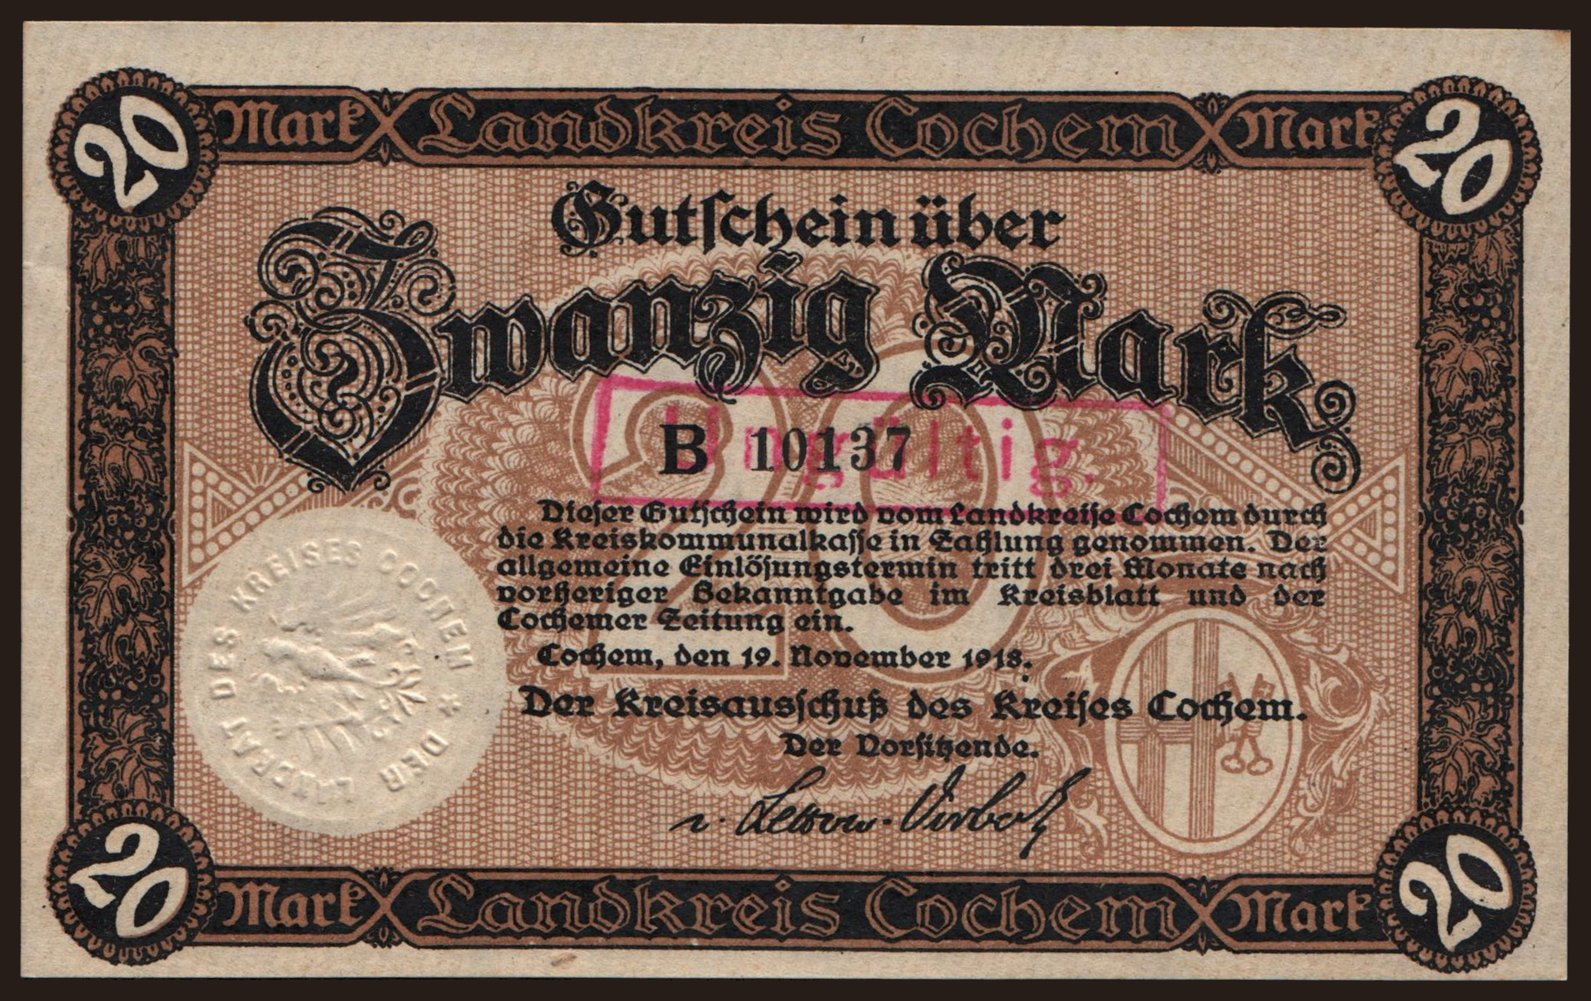 20 Mark Landkreis Cochem Mark 20
Gutschein über
Zwanzig Mark
20
Ungültig.
B 10137
Dieser Gutschein wird vom Landkreise Cochem durch
die Kreiskommunalkasse in Zahlung genommen. Der
allgemeine Einlösungstermin tritt drei Monate nach
vorheriger Bekanntgabe im Kreisblatt und der
Cochemer Zeitung ein.
Cochem, den 19. November 1918.
Der Kreisausschuß des Kreises Cochem.
Der Vorsitzende.
DER LANDRAT DES KREISES COCHEM *
20 Mark Landkreis Cochem Mark 20